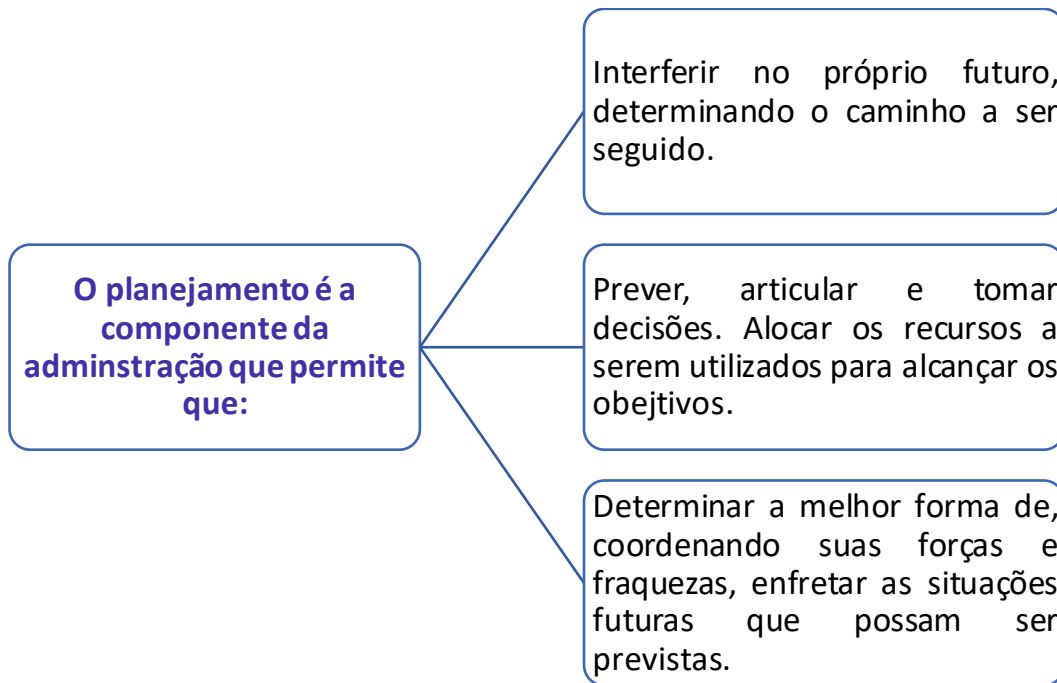 O planejamento é a
componente da
adminstração que permite
que:
Interferir no próprio futuro,
determinando o caminho a ser
seguido.
Prever, articular e tomar
decisões. Alocar os recursos a
serem utilizados para alcançar os
obejtivos.
Determinar a melhor forma de,
coordenando suas forças e
fraquezas, enfretar as situações
futuras que possam ser
previstas.